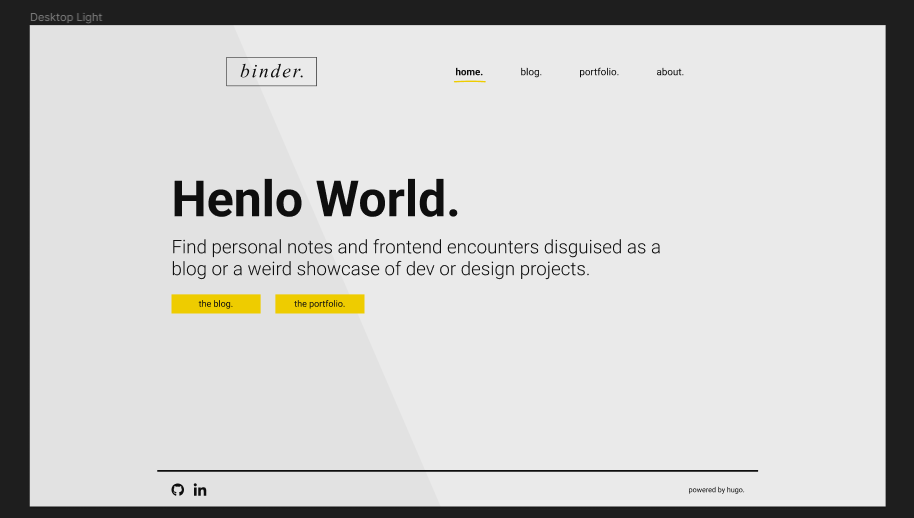 Desktop Light
binder.
home. blog. portfolio. about.
Henlo World.
Find personal notes and frontend encounters disguised as a
blog or a weird showcase of dev or design projects.
the blog. the portfolio.
in powered by hugo.